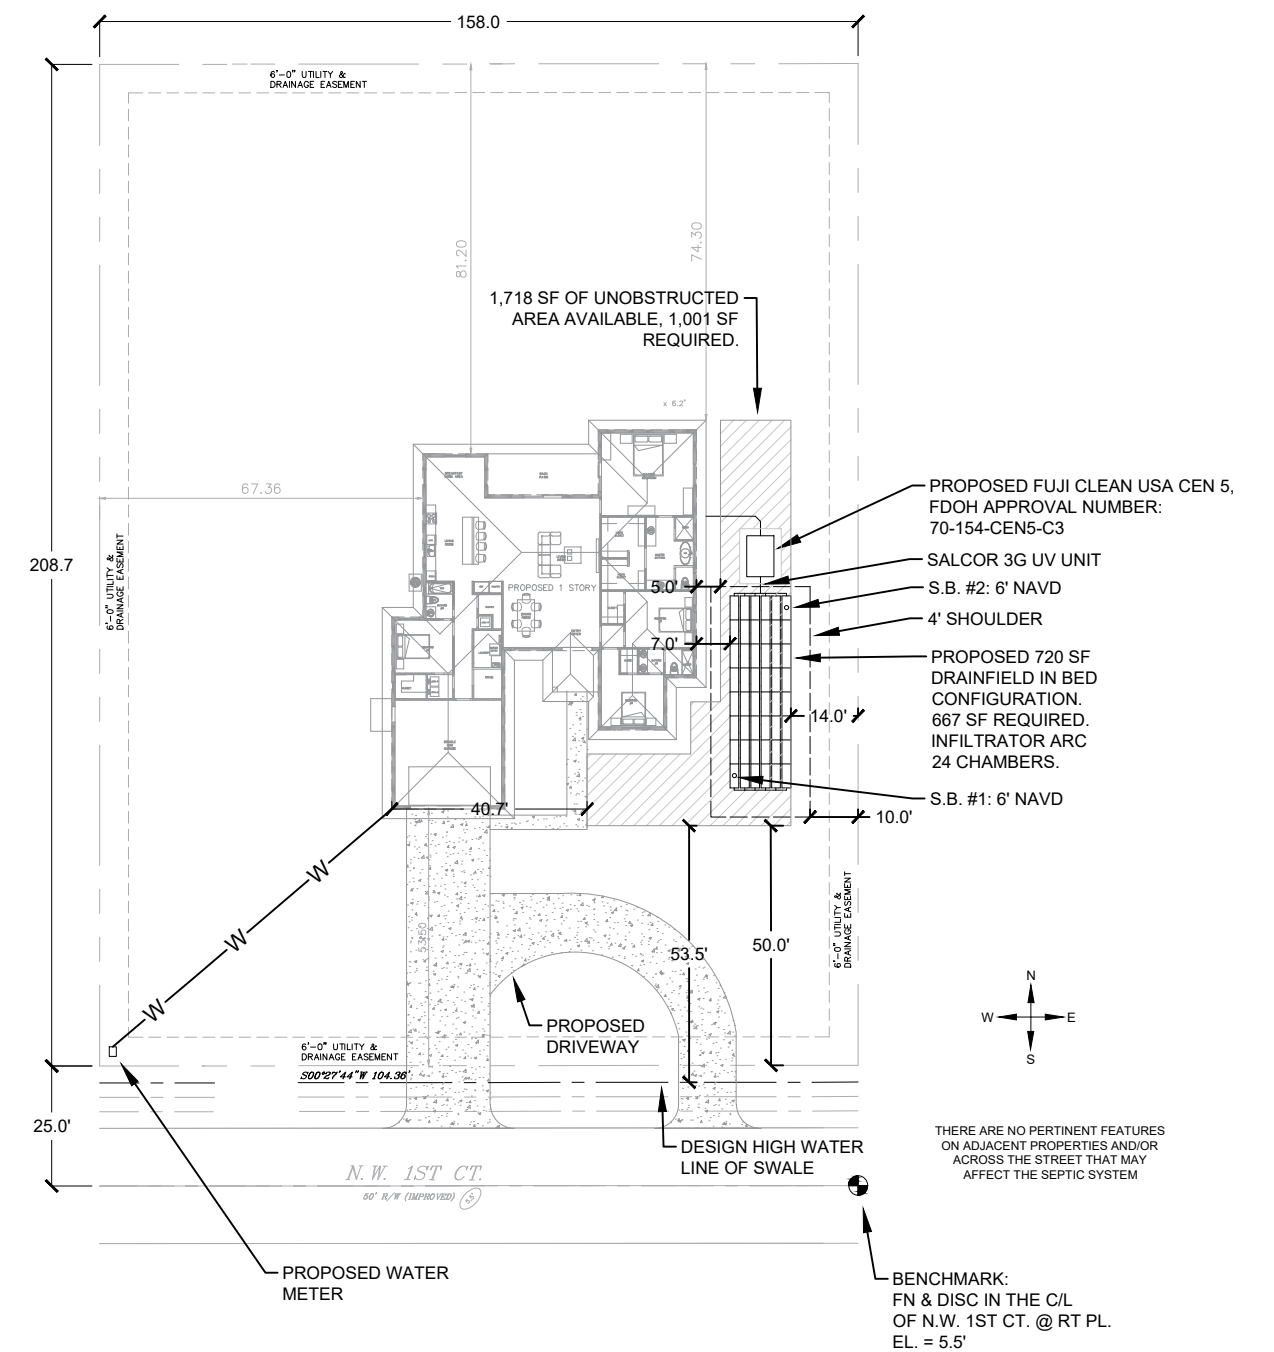 158.0
6'-0" UTILITY &
DRAINAGE EASEMENT
81.20
74.30
1,718 SF OF UNOBSTRUCTED
AREA AVAILABLE, 1,001 SF
REQUIRED.
x 6.2'
67.36
PROPOSED FUJI CLEAN USA CEN 5,
FDOH APPROVAL NUMBER:
70-154-CEN5-C3
208.7
6'-0" UTILITY &
DRAINAGE EASEMENT
SALCOR 3G UV UNIT
PROPOSED 1 STORY
5.0'
S.B. #2: 6' NAVD
4' SHOULDER
7.0'
PROPOSED 720 SF
DRAINFIELD IN BED
CONFIGURATION.
667 SF REQUIRED.
INFILTRATOR ARC
24 CHAMBERS.
14.0'
S.B. #1: 6' NAVD
40.7'
10.0'
W
W
W
53.50
53.5'
50.0'
6'-0" UTILITY &
DRAINAGE EASEMENT
N
W
E
S
PROPOSED
DRIVEWAY
6'-0" UTILITY &
DRAINAGE EASEMENT
S00°27'44"W 104.36'
25.0'
DESIGN HIGH WATER
LINE OF SWALE
THERE ARE NO PERTINENT FEATURES
ON ADJACENT PROPERTIES AND/OR
ACROSS THE STREET THAT MAY
AFFECT THE SEPTIC SYSTEM
N.W. 1ST CT.
50' R/W (IMPROVED)
5.5'
PROPOSED WATER
METER
BENCHMARK:
FN & DISC IN THE C/L
OF N.W. 1ST CT. @ RT PL.
EL. = 5.5'